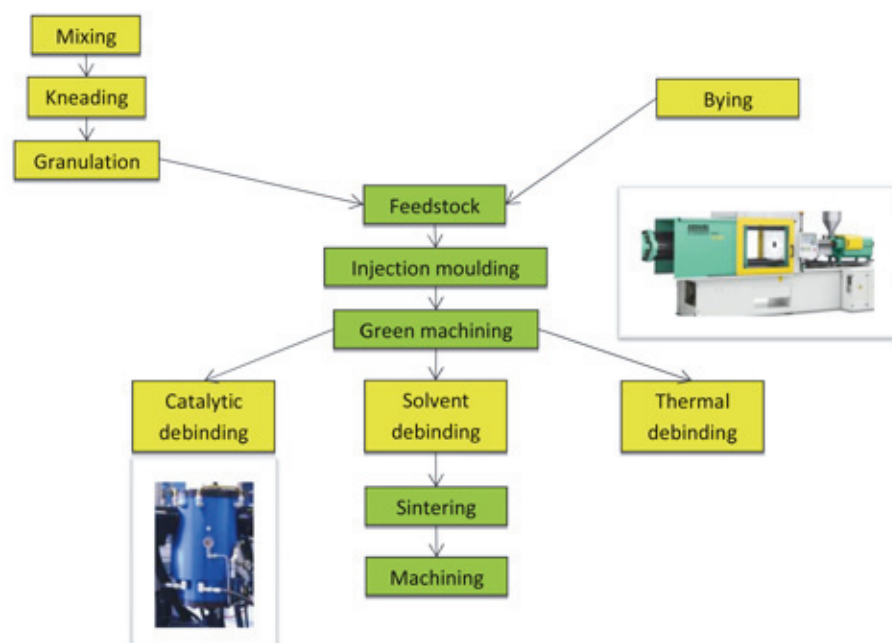 Mixing
Kneading
Bying
Granulation
Feedstock
Injection moulding
Green machining
Catalytic
debinding
Solvent
debinding
Thermal
debinding
Sintering
Machining